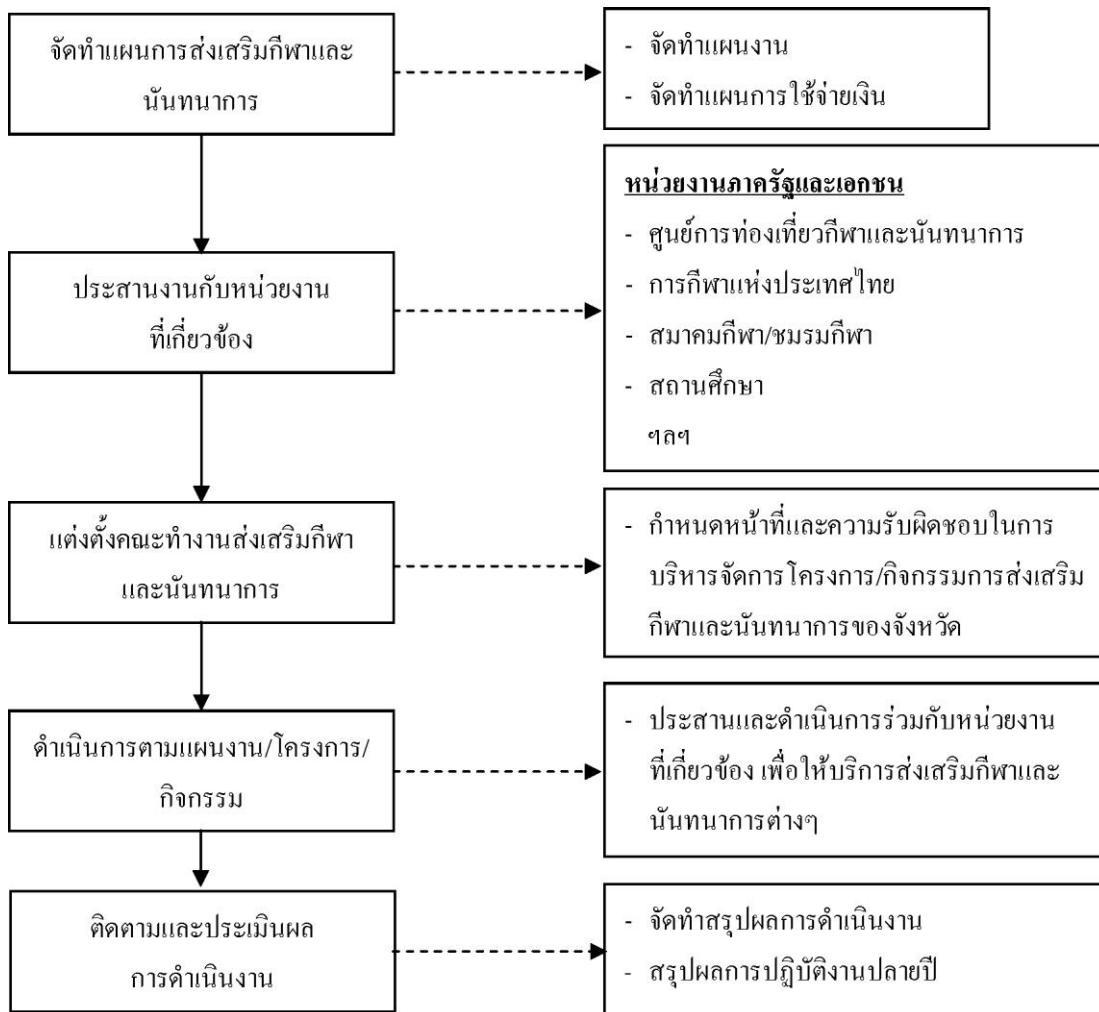 จัดทำแผนการส่งเสริมกีฬาและ
นันทนาการ
- จัดทำแผนงาน
- จัดทำแผนการใช้จ่ายเงิน
ประสานงานกับหน่วยงาน
ที่เกี่ยวข้อง
หน่วยงานภาครัฐและเอกชน
- ศูนย์การท่องเที่ยวกีฬาและนันทนาการ
- การกีฬาแห่งประเทศไทย
- สมาคมกีฬา/ชมรมกีฬา
- สถานศึกษา
ฯลฯ
แต่งตั้งคณะทำงานส่งเสริมกีฬา
และนันทนาการ
- กำหนดหน้าที่และความรับผิดชอบในการ
บริหารจัดการโครงการ/กิจกรรมการส่งเสริม
กีฬาและนันทนาการของจังหวัด
ดำเนินการตามแผนงาน/โครงการ/
กิจกรรม
- ประสานและดำเนินการร่วมกับหน่วยงาน
ที่เกี่ยวข้อง เพื่อให้บริการส่งเสริมกีฬาและ
นันทนาการต่างๆ
ติดตามและประเมินผล
การดำเนินงาน
- จัดทำสรุปผลการดำเนินงาน
- สรุปผลการปฏิบัติงานปลายปี